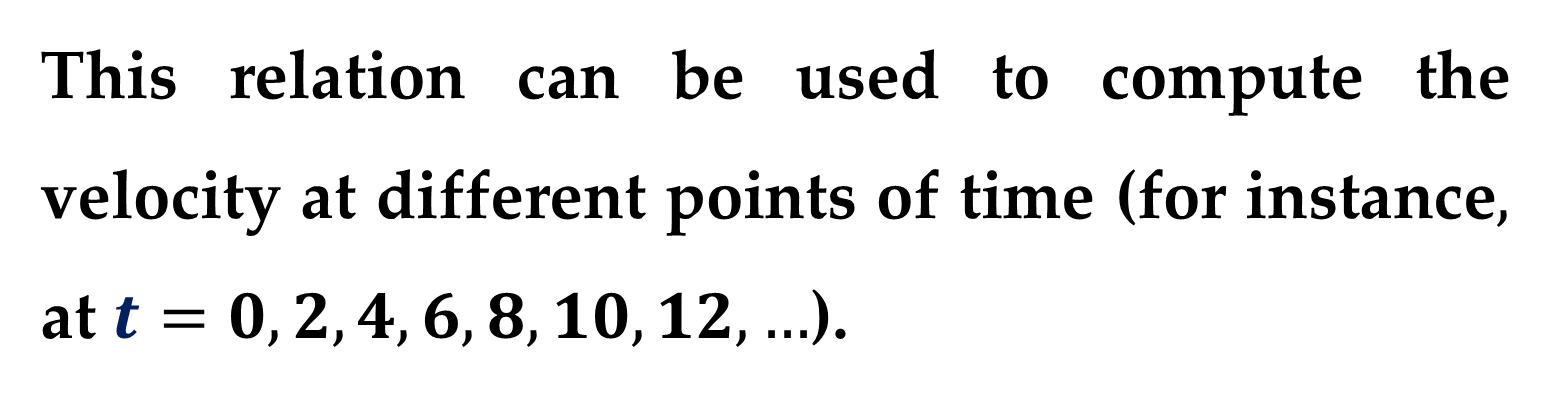 This relation can be used to compute the
velocity at different points of time (for instance,
at t = 0, 2, 4, 6, 8, 10, 12, ...).